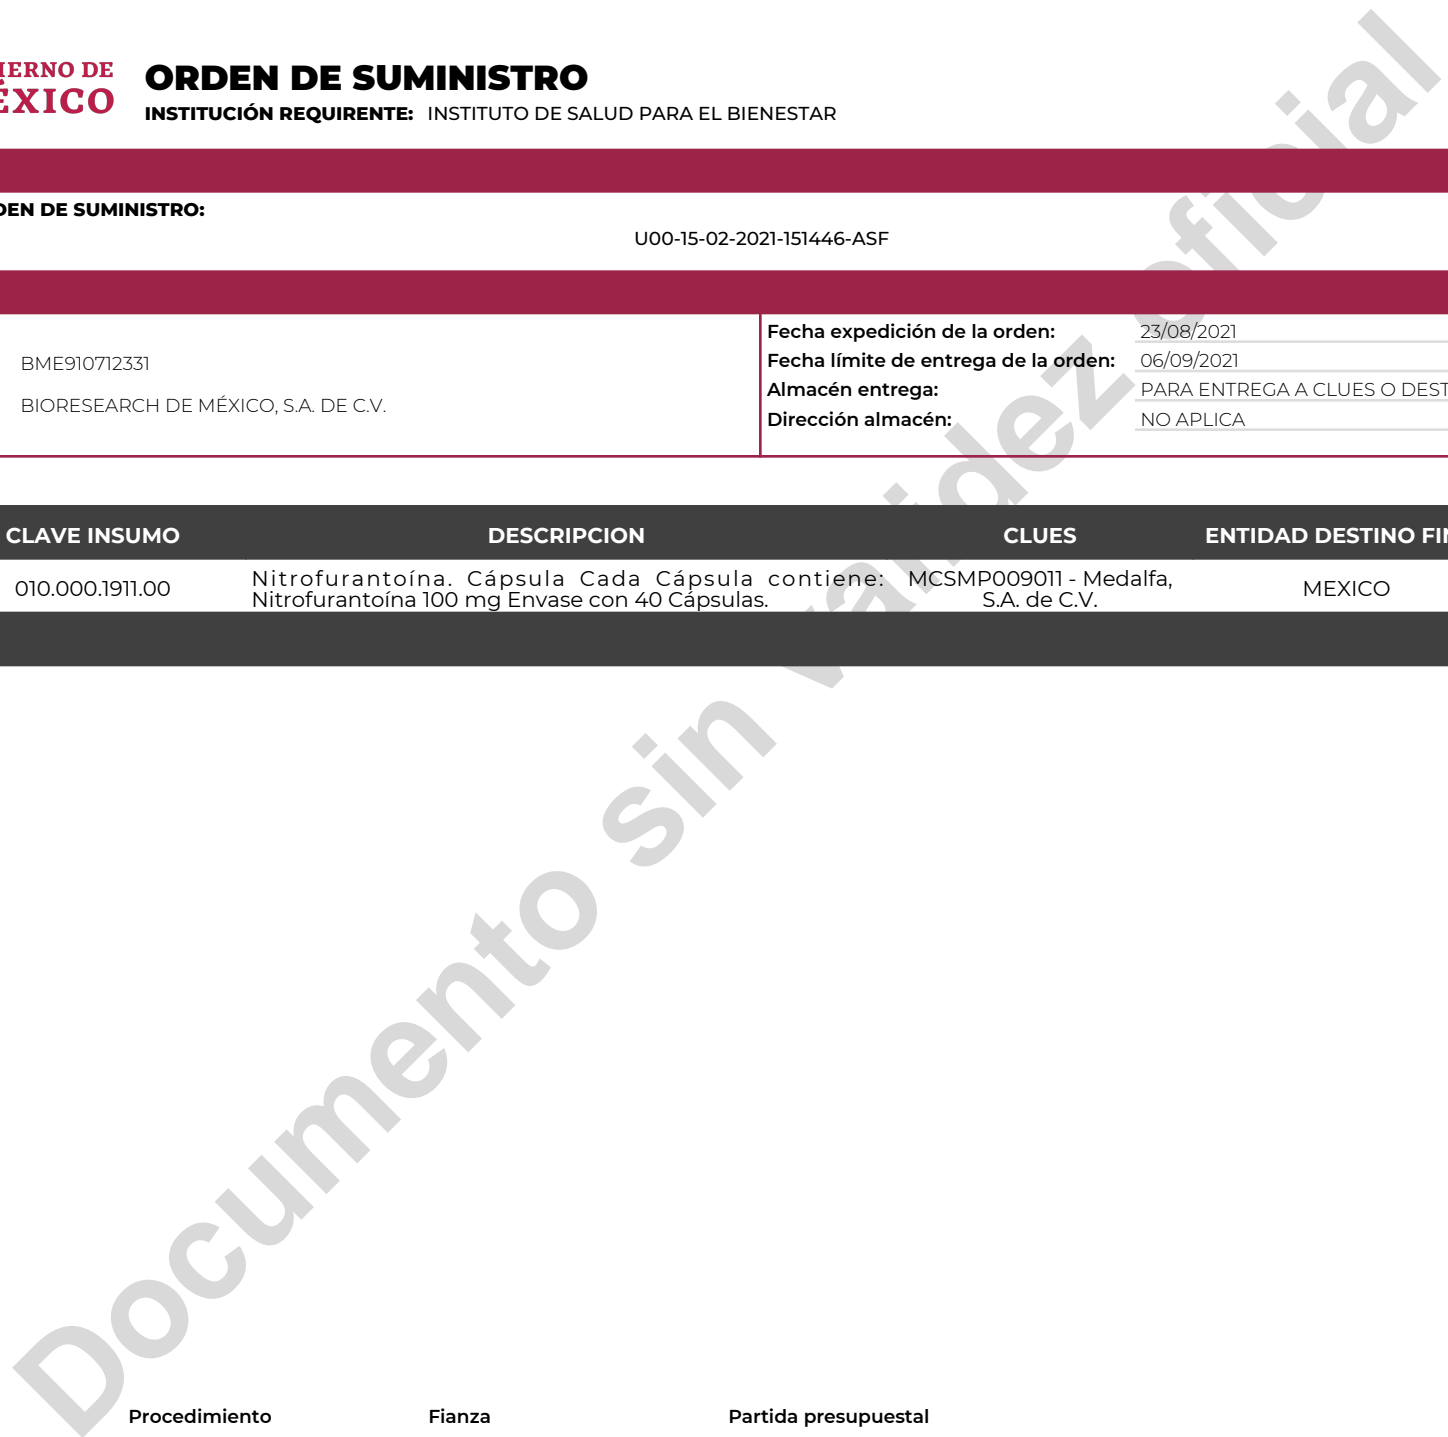 IERNO DE
ÉXICO
ORDEN DE SUMINISTRO
INSTITUCIÓN REQUIRENTE: INSTITUTO DE SALUD PARA EL BIENESTAR
DEN DE SUMINISTRO:
U00-15-02-2021-151446-ASF
BME910712331
BIORESEARCH DE MÉXICO, S.A. DE C.V.
Fecha expedición de la orden: 23/08/2021
Fecha límite de entrega de la orden: 06/09/2021
Almacén entrega: PARA ENTREGA A CLUES O DEST
Dirección almacén: NO APLICA
CLAVE INSUMO DESCRIPCION CLUES ENTIDAD DESTINO FIN
010.000.1911.00 Nitrofurantoína. Cápsula Cada Cápsula contiene: MCSMP009011 - Medalfa, MEXICO
Nitrofurantoína 100 mg Envase con 40 Cápsulas. S.A. de C.V.
Documento sin validez oficial
Procedimiento Fianza Partida presupuestal